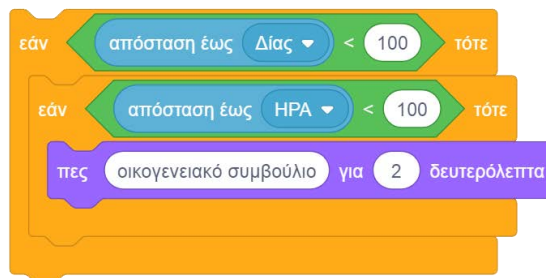 εάν απόσταση έως Δίας < 100 τότε
εάν απόσταση έως ΗΡΑ < 100 τότε
πες οικογενειακό συμβούλιο για 2 δευτερόλεπτα